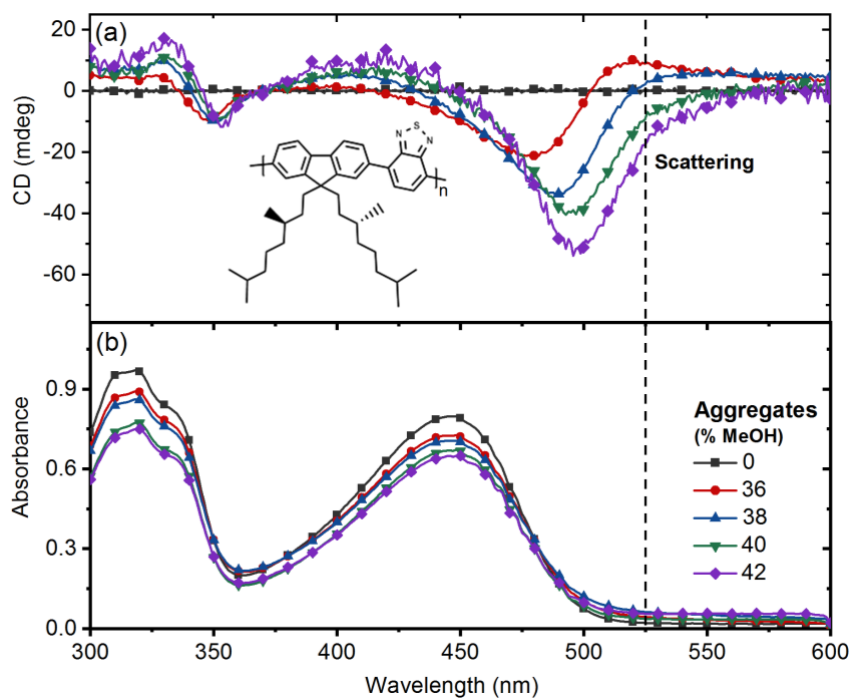 (a)
20
0
-20
-40
-60
CD (mdeg)
N
S
N
n
Scattering
(b)
0.9
0.6
0.3
0.0
Absorbance
Aggregates
(% MeOH)
0
36
38
40
42
300
350
400
450
500
550
600
Wavelength (nm)